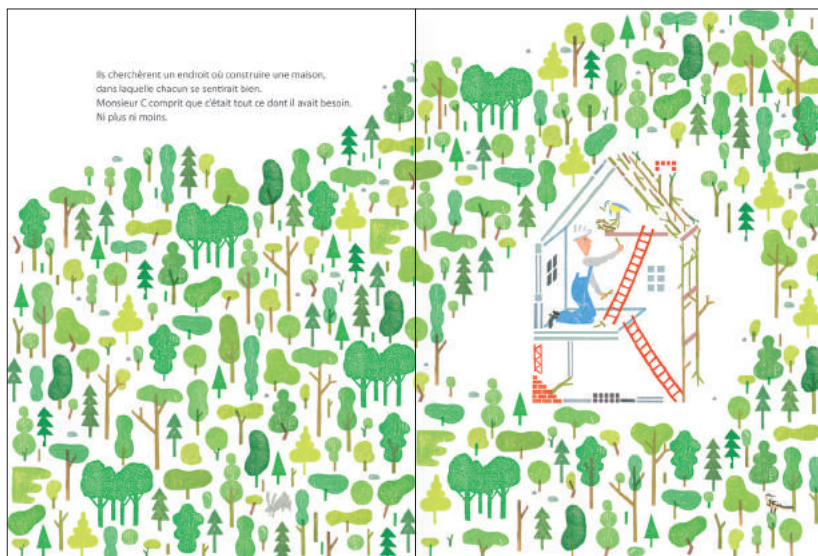 Ils cherchèrent un endroit où construire une maison,
dans laquelle chacun se sentirait bien.
Monsieur C comprit que c'était tout ce dont il avait besoin.
Ni plus ni moins.